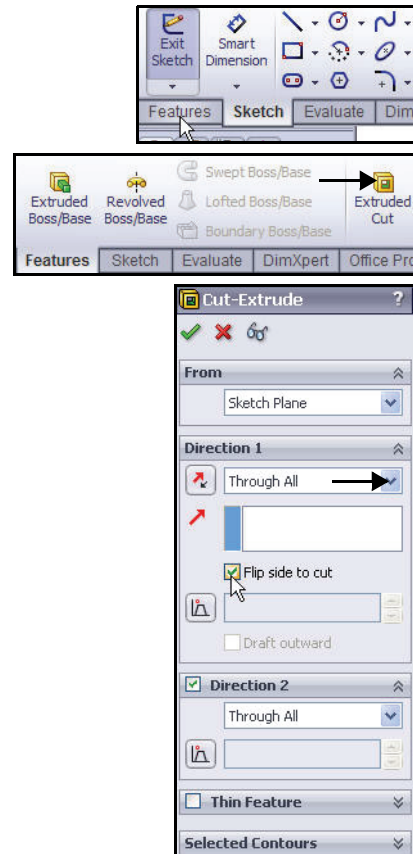 Exit Sketch
Smart Dimension
Features Sketch Evaluate Dim
Swept Boss/Base
Extruded Boss/Base
Revolved Boss/Base
Lofted Boss/Base
Extruded Cut
Boundary Boss/Base
Features Sketch Evaluate DimXpert Office Pro
Cut-Extrude ?
From
Sketch Plane
Direction 1
Through All
Flip side to cut
Draft outward
Direction 2
Through All
Thin Feature
Selected Contours